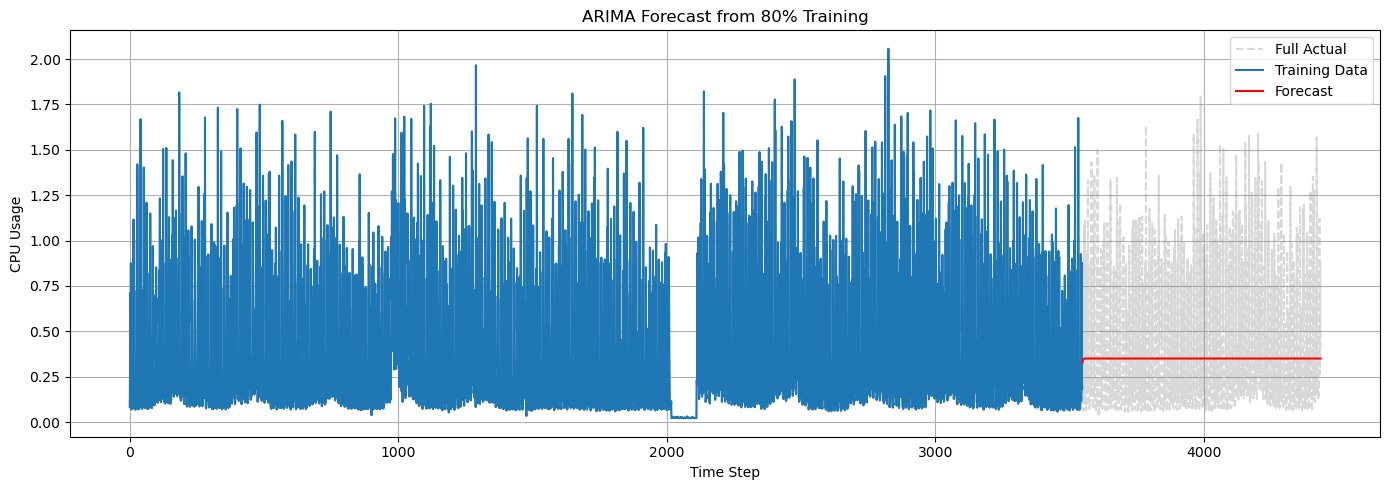 ARIMA Forecast from 80% Training
CPU Usage
2.00
1.75
1.50
1.25
1.00
0.75
0.50
0.25
0.00
Full Actual
Training Data
Forecast
0 1000 2000 3000 4000
Time Step